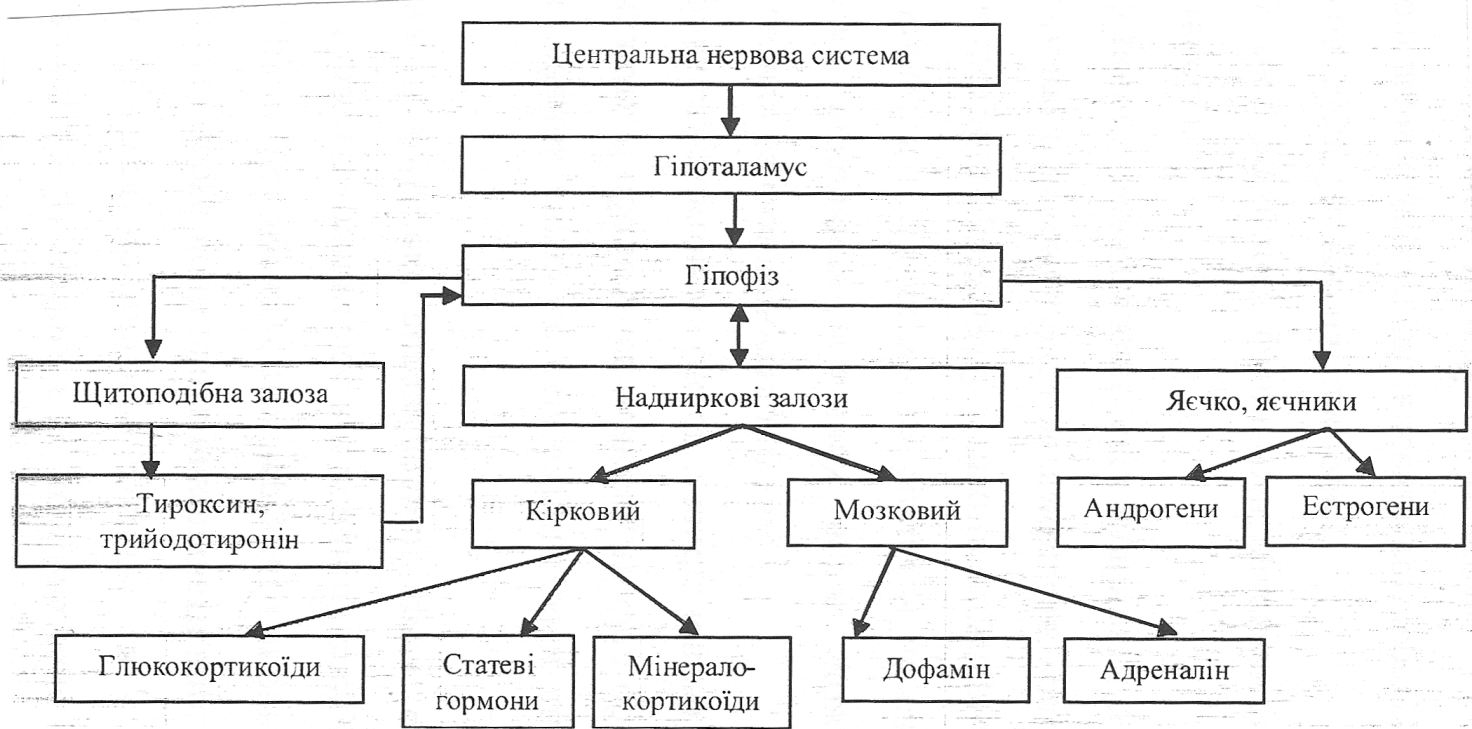 Центральна нервова система
Гіпоталамус
Гіпофіз
Щитоподібна залоза
Надниркові залози
Яєчко, яєчники
Тироксин,
трийодотиронін
Кірковий
Мозковий
Андрогени
Естрогени
Глюкокортикоїди
Статеві
гормони
Мінерало-
кортикоїди
Дофамін
Адреналін